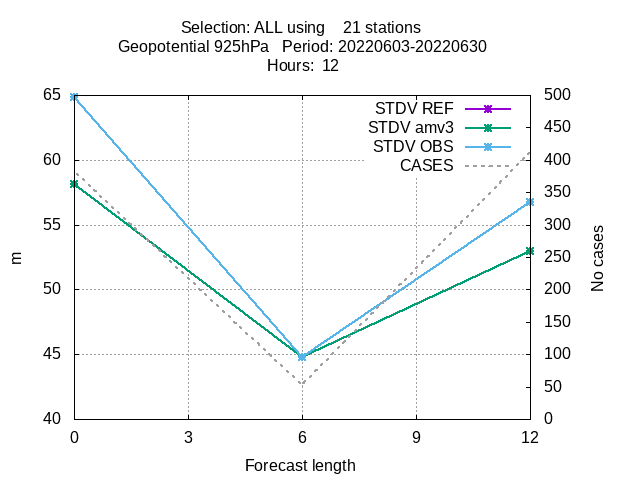 Selection: ALL using    21 stations
Geopotential 925hPa   Period: 20220603-20220630
Hours:  12
65
60
55
50
45
40
m
500
450
400
350
300
250
200
150
100
50
0
No cases
STDV REF
STDV amv3
STDV OBS
CASES
0 3 6 9 12
Forecast length